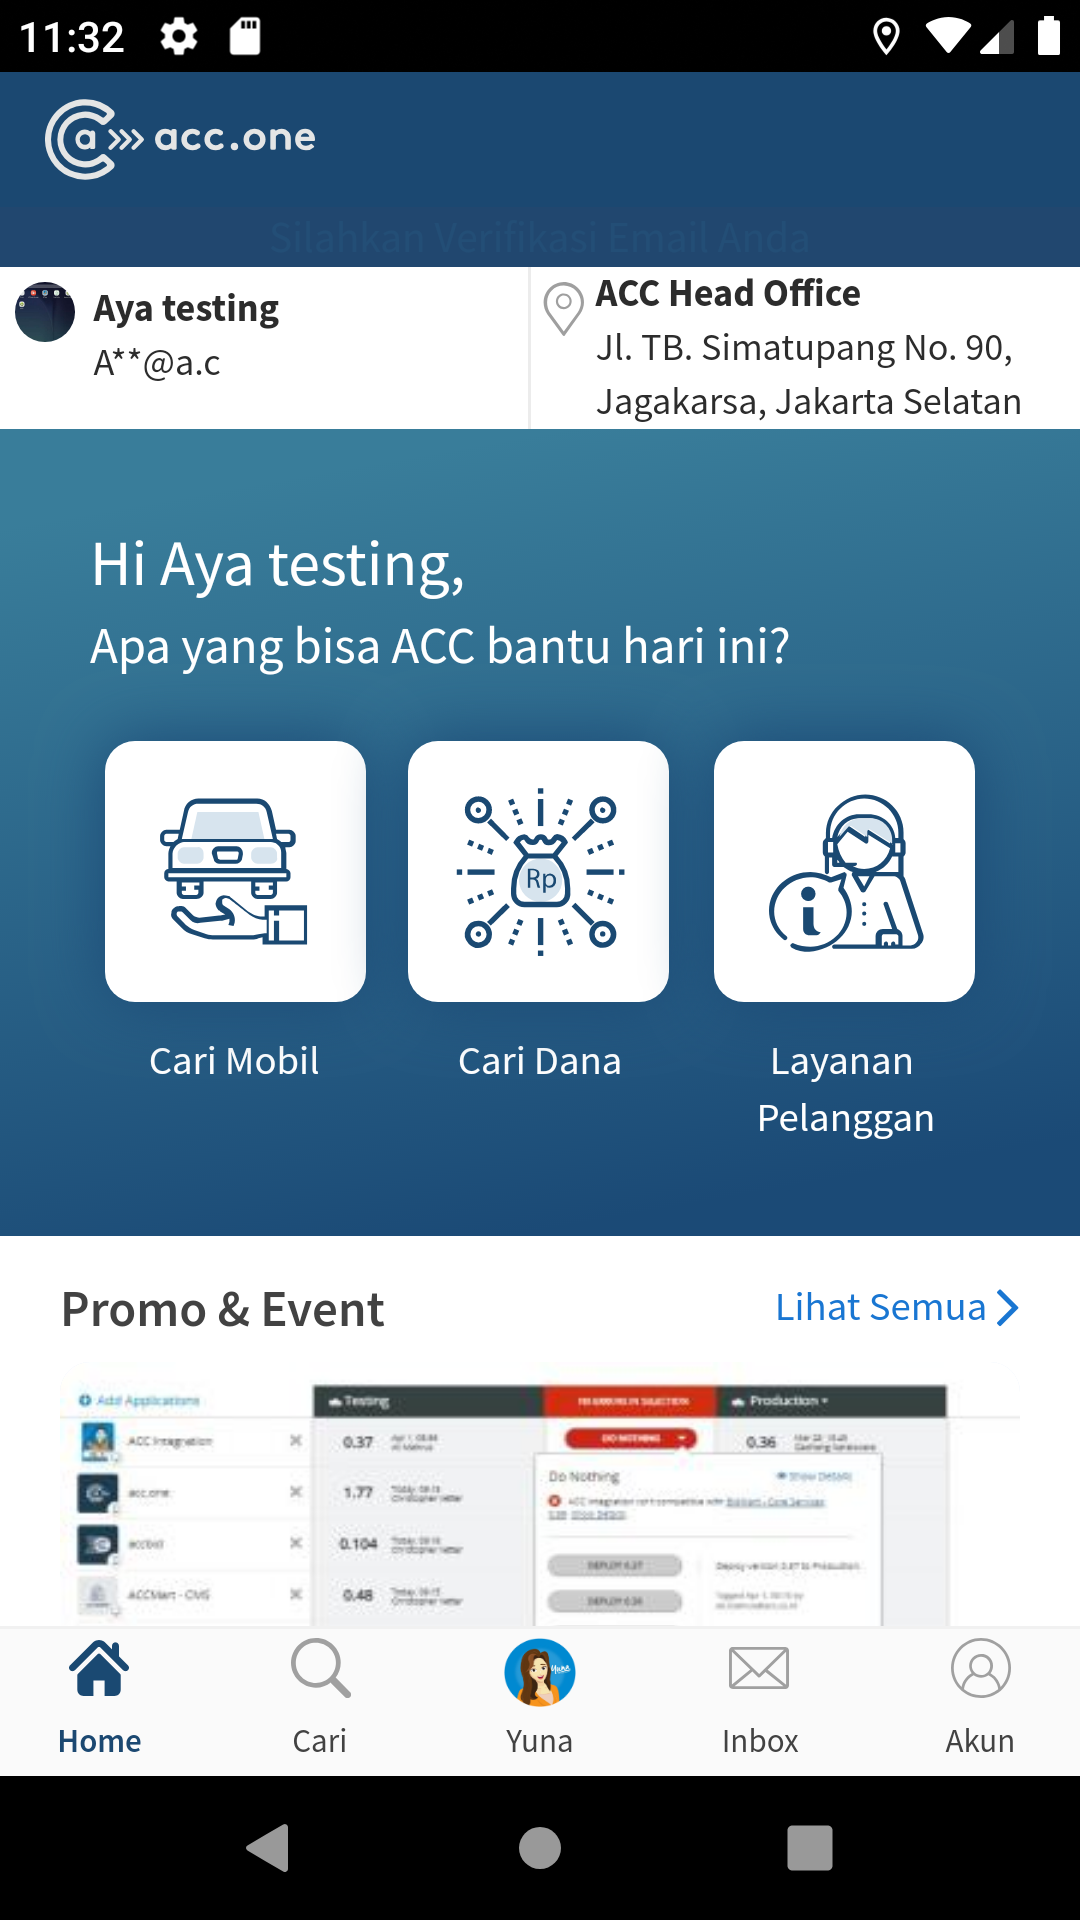 11:32
a acc.one
Silahkan Verifikasi Email Anda
Aya testing
A**@a.c
ACC Head Office
Jl. TB. Simatupang No. 90,
Jagakarsa, Jakarta Selatan
Hi Aya testing,
Apa yang bisa ACC bantu hari ini?
Rp
i
Cari Mobil
Cari Dana
Layanan
Pelanggan
Promo & Event
Lihat Semua
Add Applications
Testing
Production
ACC Integration
0.37
DO NOTHING
0.36
Do Nothing
Show Details
acc.one
1.77
accbid
0.104
ACCMart - CMS
0.48
Home
Cari
Yuna
Inbox
Akun